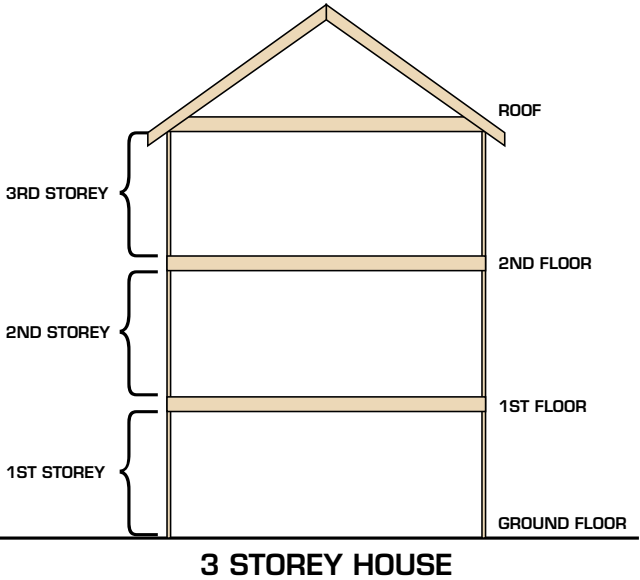 ROOF
3RD STOREY
2ND FLOOR
2ND STOREY
1ST FLOOR
1ST STOREY
GROUND FLOOR
3 STOREY HOUSE